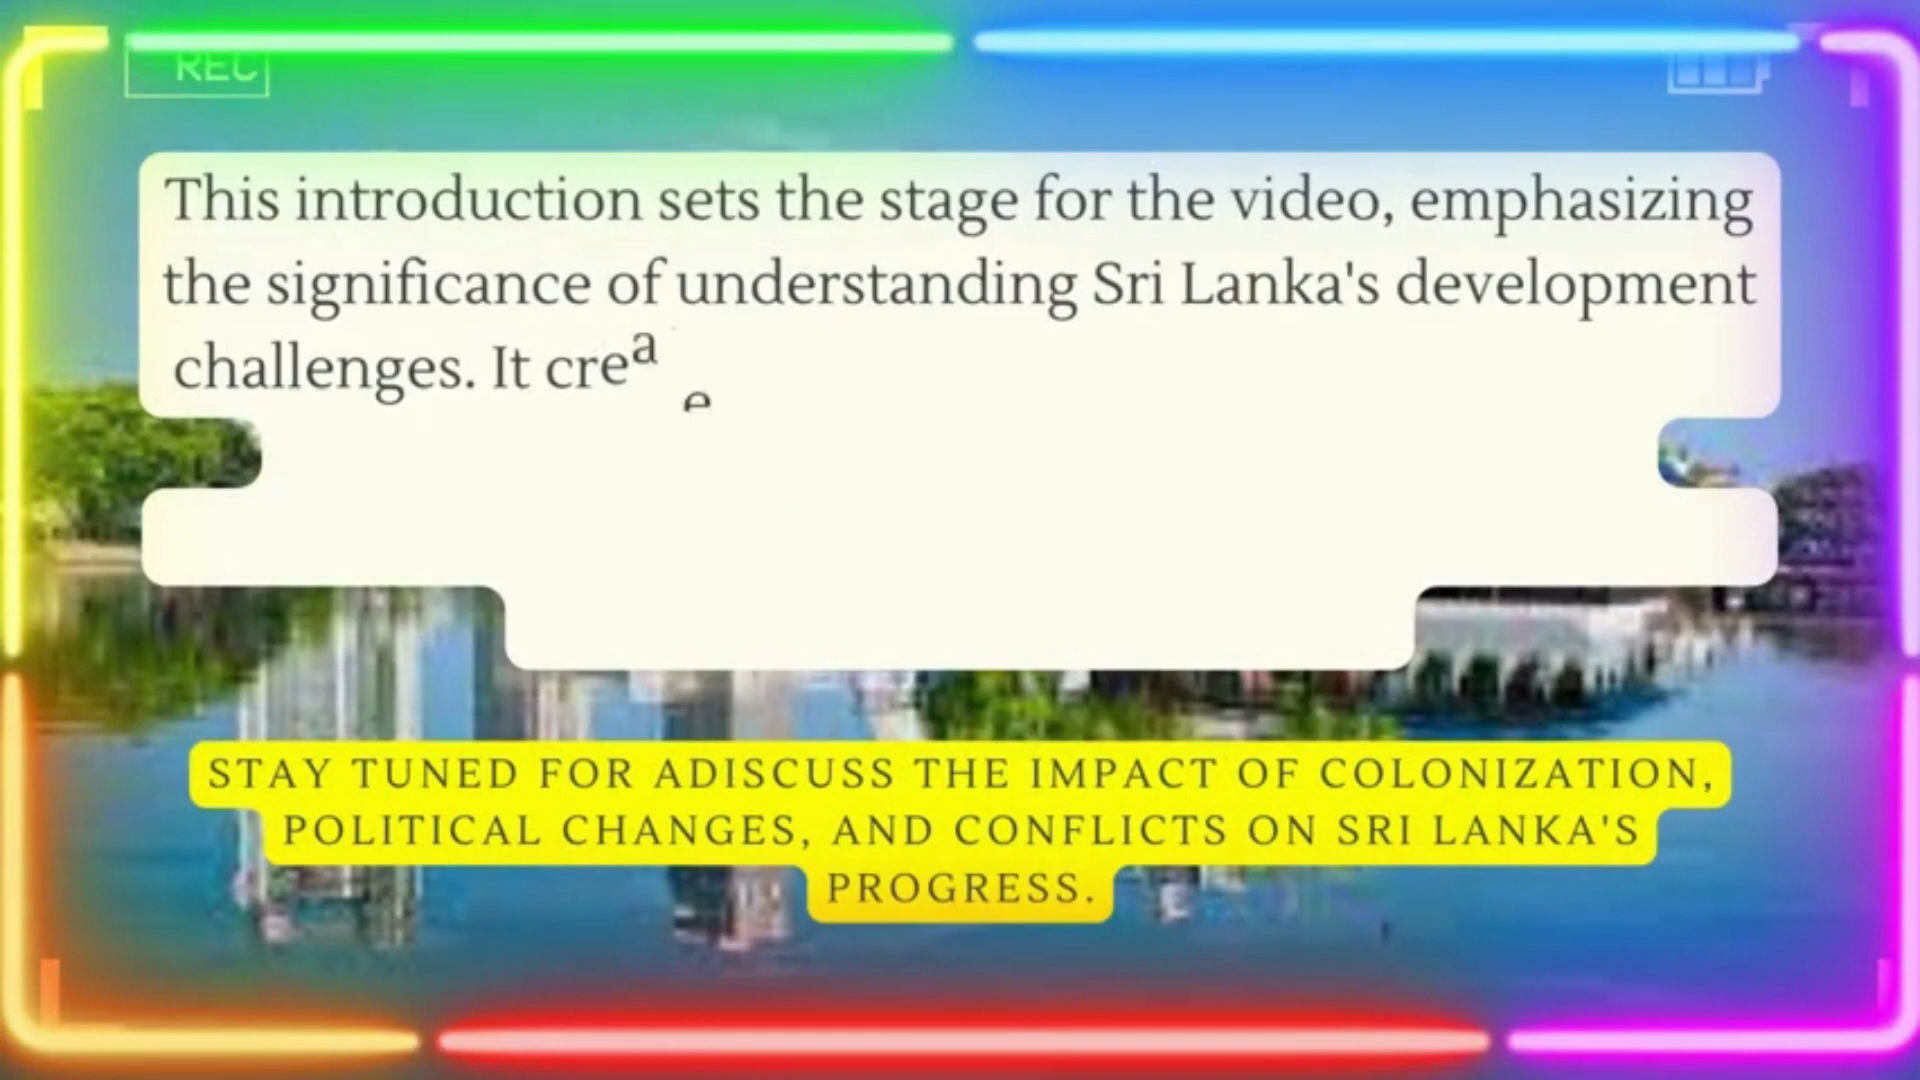 REC
This introduction sets the stage for the video, emphasizing
the significance of understanding Sri Lanka's development
challenges. It crea e
STAY TUNED FOR ADISCUSS THE IMPACT OF COLONIZATION,
POLITICAL CHANGES, AND CONFLICTS ON SRI LANKA'S
PROGRESS.